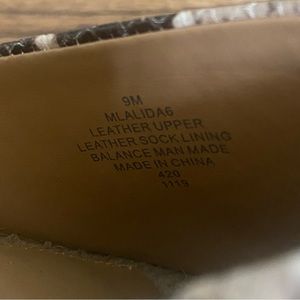 9M
MLALIDA6
LEATHER UPPER
LEATHER SOCK LINING
BALANCE MAN MADE
MADE IN CHINA
420
1119